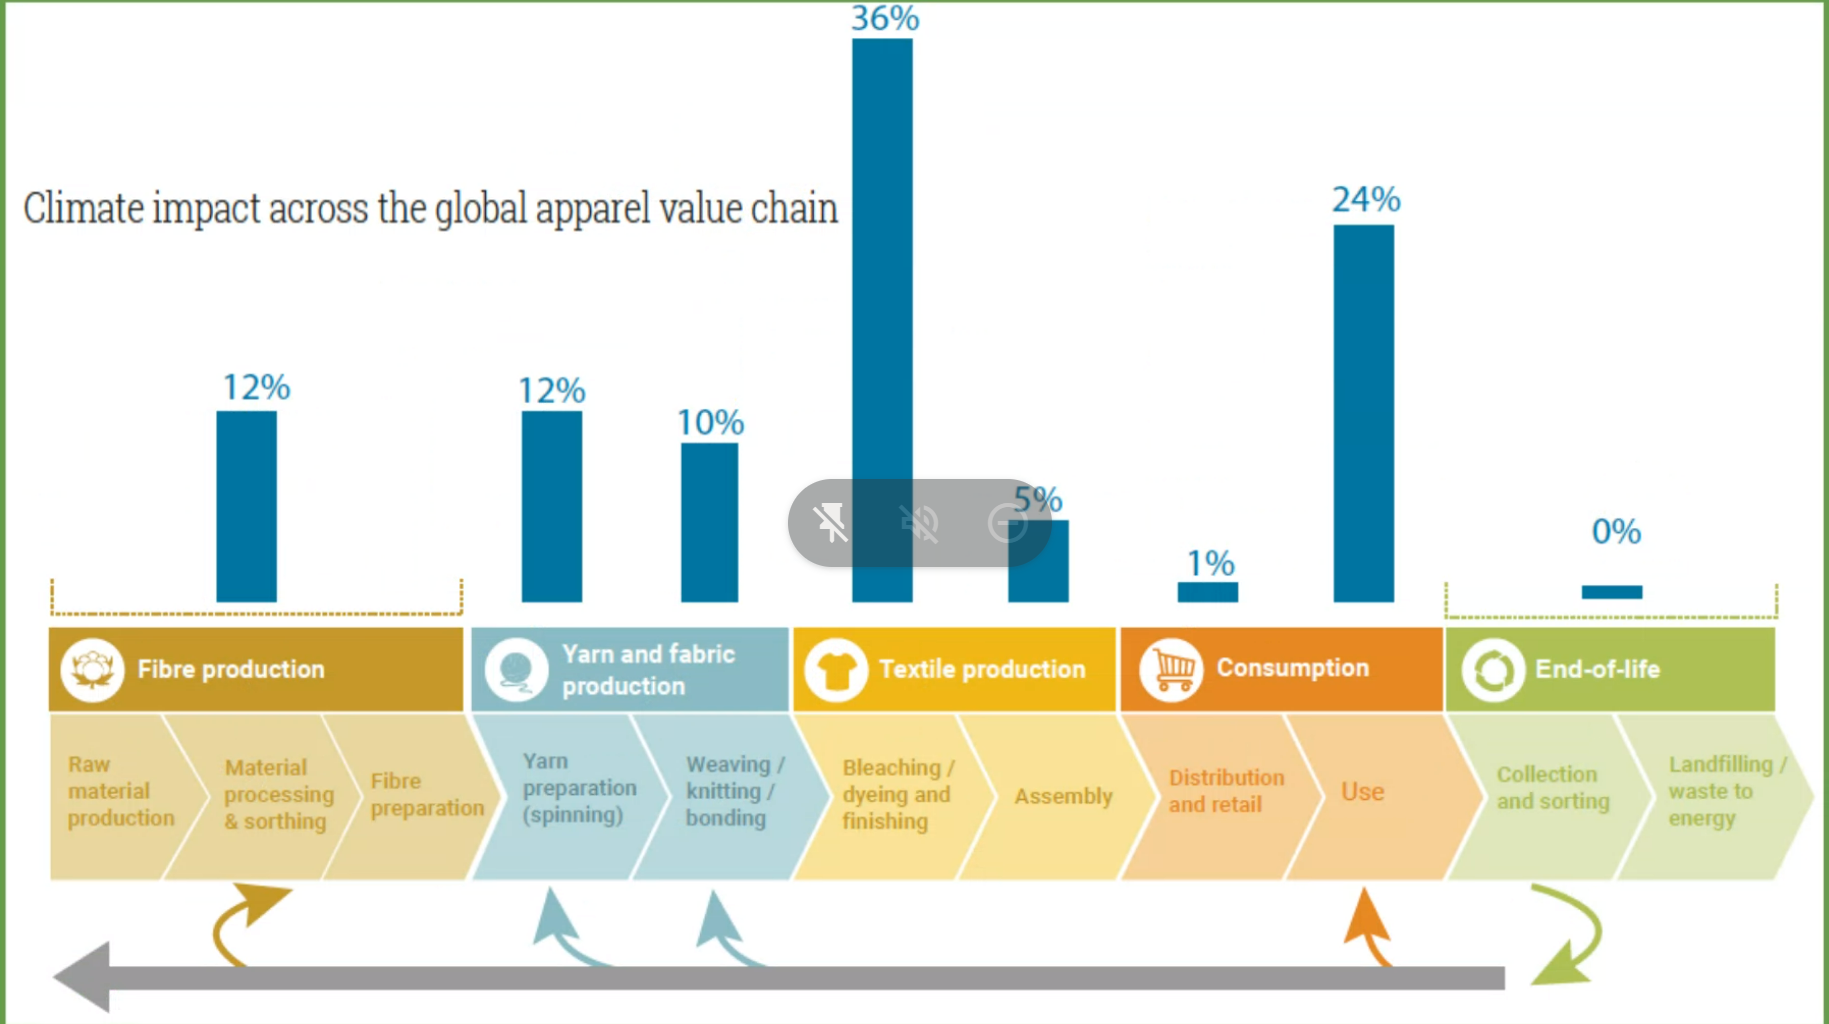 36%
Climate impact across the global apparel value chain
24%
12%
12%
10%
5%
1%
0%
Fibre production
Yarn and fabric
production
Textile production
Consumption
End-of-life
Raw
material
production
Material
processing
& sorthing
Fibre
preparation
Yarn
preparation
(spinning)
Weaving /
knitting /
bonding
Bleaching /
dyeing and
finishing
Assembly
Distribution
and retail
Use
Collection
and sorting
Landfilling /
waste to
energy